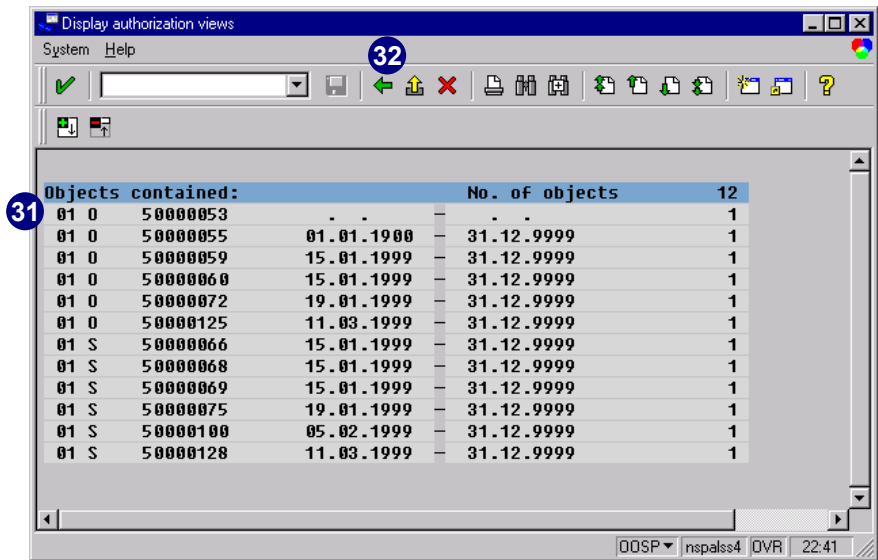 Display authorization views
System Help
32
Objects contained: No. of objects 12
31
01 O 50000053 . . – . . 1
01 O 50000055 01.01.1900 – 31.12.9999 1
01 O 50000059 15.01.1999 – 31.12.9999 1
01 O 50000060 15.01.1999 – 31.12.9999 1
01 O 50000072 19.01.1999 – 31.12.9999 1
01 O 50000125 11.03.1999 – 31.12.9999 1
01 S 50000066 15.01.1999 – 31.12.9999 1
01 S 50000068 15.01.1999 – 31.12.9999 1
01 S 50000069 15.01.1999 – 31.12.9999 1
01 S 50000075 19.01.1999 – 31.12.9999 1
01 S 50000100 05.02.1999 – 31.12.9999 1
01 S 50000128 11.03.1999 – 31.12.9999 1
OOSP nspalss4 OVR 22:41